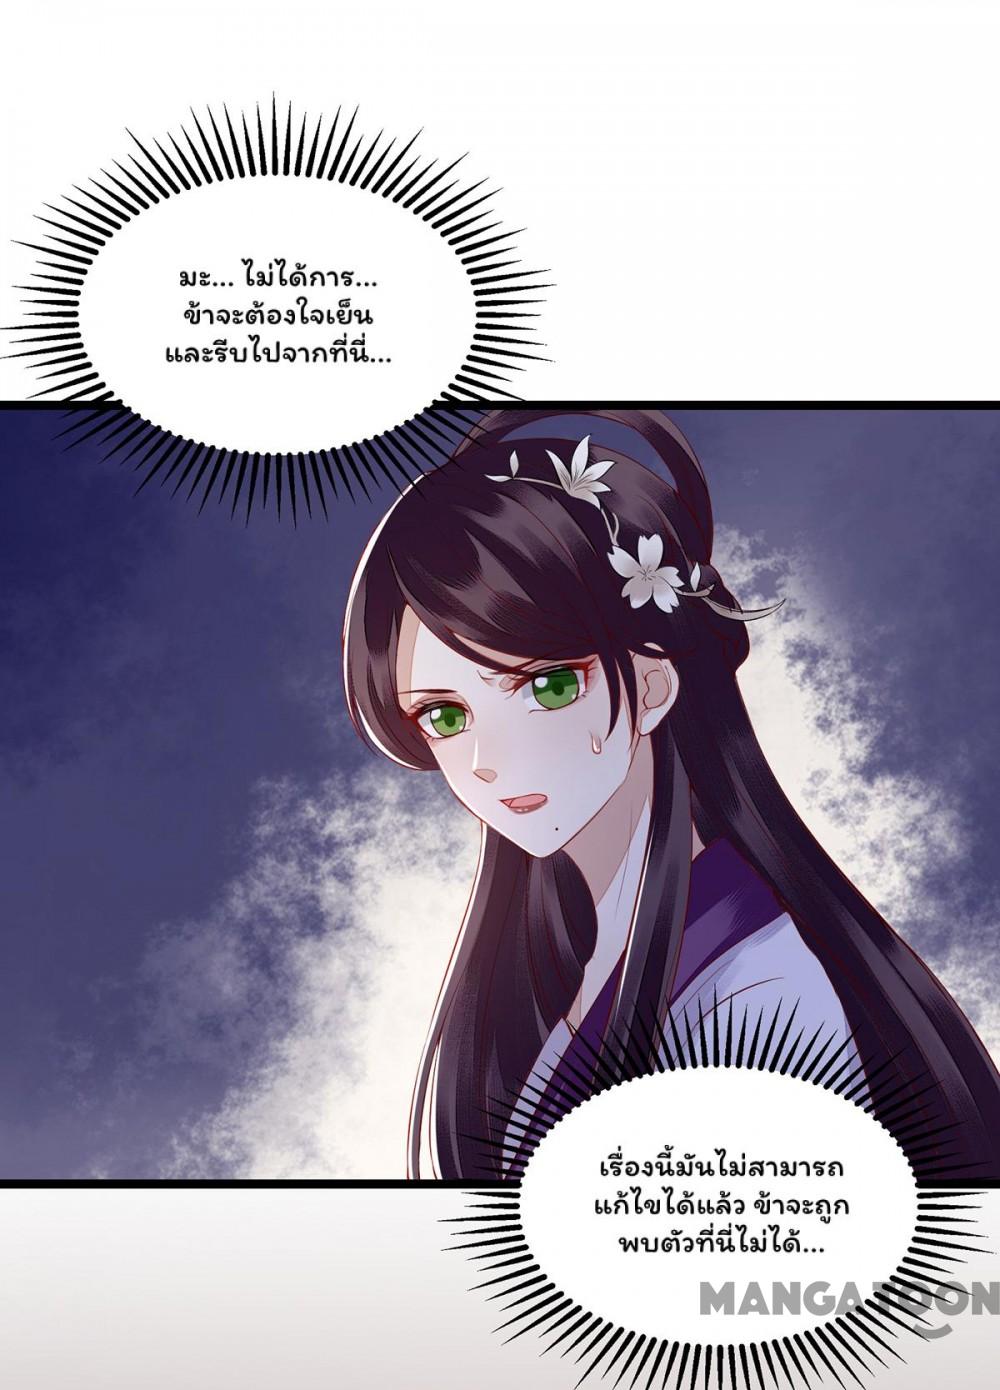 มะ... ไม่ได้การ...
ข้าจะต้องใจเย็น
และรีบไปจากที่นี่...
เรื่องนี้มันไม่สามารถ
แก้ไขได้แล้ว ข้าจะถูก
พบตัวที่นี่ไม่ได้...
MANGATOON